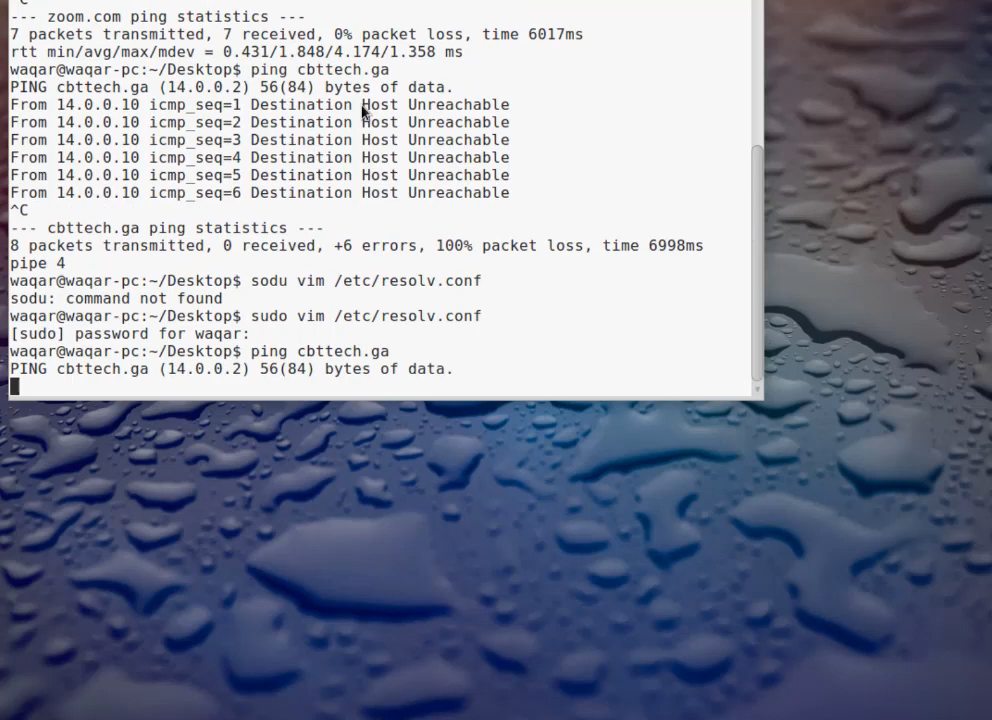 --- zoom.com ping statistics ---
7 packets transmitted, 7 received, 0% packet loss, time 6017ms
rtt min/avg/max/mdev = 0.431/1.848/4.174/1.358 ms
waqar@waqar-pc:~/Desktop$ ping cbttech.ga
PING cbttech.ga (14.0.0.2) 56(84) bytes of data.
From 14.0.0.10 icmp_seq=1 Destination Host Unreachable
From 14.0.0.10 icmp_seq=2 Destination Host Unreachable
From 14.0.0.10 icmp_seq=3 Destination Host Unreachable
From 14.0.0.10 icmp_seq=4 Destination Host Unreachable
From 14.0.0.10 icmp_seq=5 Destination Host Unreachable
From 14.0.0.10 icmp_seq=6 Destination Host Unreachable
^C
--- cbttech.ga ping statistics ---
8 packets transmitted, 0 received, +6 errors, 100% packet loss, time 6998ms
pipe 4
waqar@waqar-pc:~/Desktop$ sodu vim /etc/resolv.conf
sodu: command not found
waqar@waqar-pc:~/Desktop$ sudo vim /etc/resolv.conf
[sudo] password for waqar:
waqar@waqar-pc:~/Desktop$ ping cbttech.ga
PING cbttech.ga (14.0.0.2) 56(84) bytes of data.